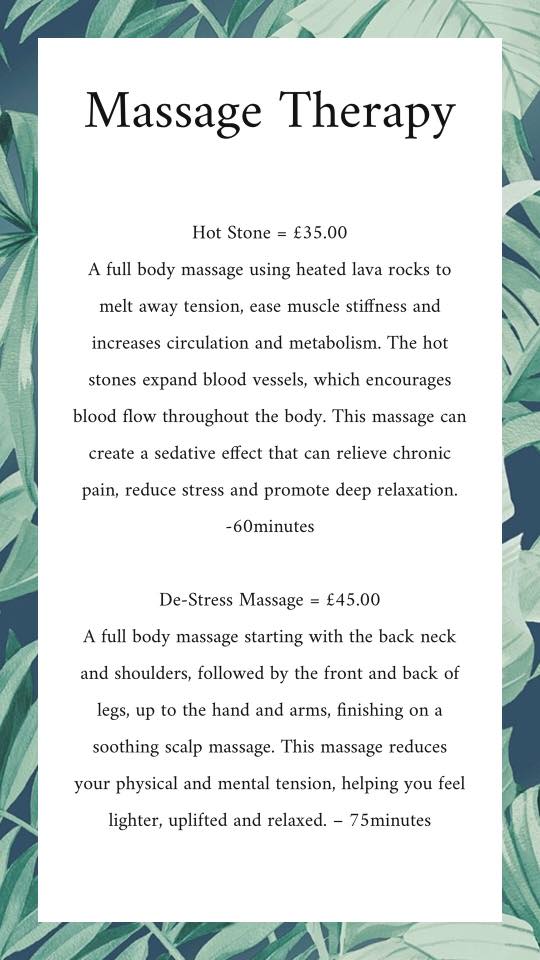 Massage Therapy
Hot Stone = £35.00
A full body massage using heated lava rocks to
melt away tension, ease muscle stiffness and
increases circulation and metabolism. The hot
stones expand blood vessels, which encourages
blood flow throughout the body. This massage can
create a sedative effect that can relieve chronic
pain, reduce stress and promote deep relaxation.
-60minutes
De-Stress Massage = £45.00
A full body massage starting with the back neck
and shoulders, followed by the front and back of
legs, up to the hand and arms, finishing on a
soothing scalp massage. This massage reduces
your physical and mental tension, helping you feel
lighter, uplifted and relaxed. – 75minutes